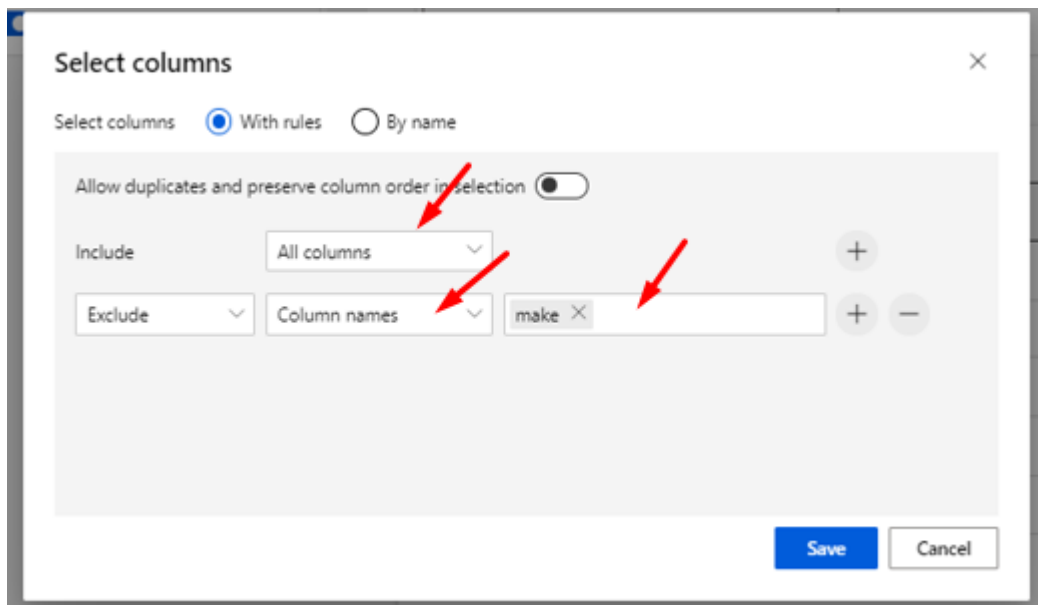 Select columns
Select columns With rules By name
Allow duplicates and preserve column order in selection
Include All columns
Exclude Column names make
Save Cancel